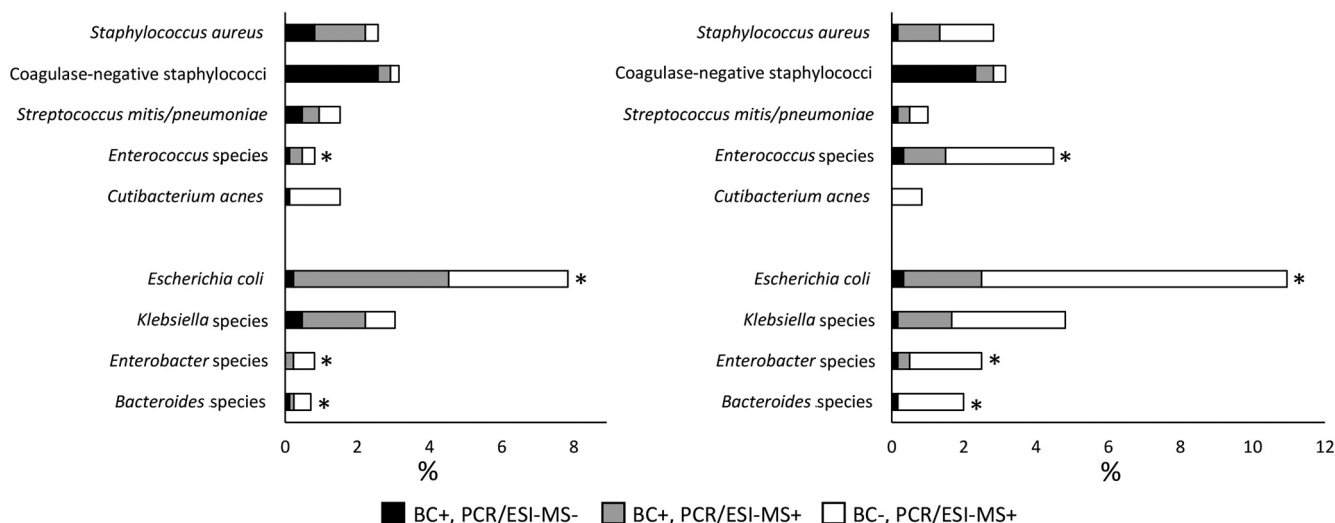 Staphylococcus aureus
Coagulase-negative staphylococci
Streptococcus mitis/pneumoniae
Enterococcus species *
Cutibacterium acnes
Escherichia coli *
Klebsiella species
Enterobacter species *
Bacteroides species *
0 2 4 6 8
%
Staphylococcus aureus
Coagulase-negative staphylococci
Streptococcus mitis/pneumoniae
Enterococcus species *
Cutibacterium acnes
Escherichia coli *
Klebsiella species
Enterobacter species *
Bacteroides species *
0 2 4 6 8 10 12
%
BC+, PCR/ESI-MS- BC+, PCR/ESI-MS+ BC-, PCR/ESI-MS+